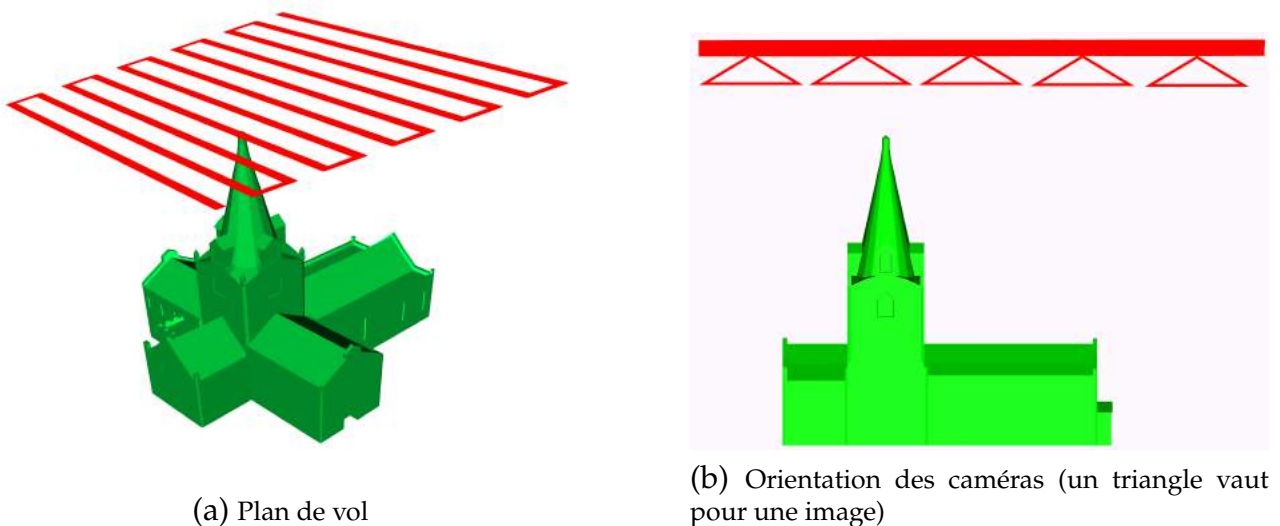 (a) Plan de vol
(b) Orientation des caméras (un triangle vaut
pour une image)